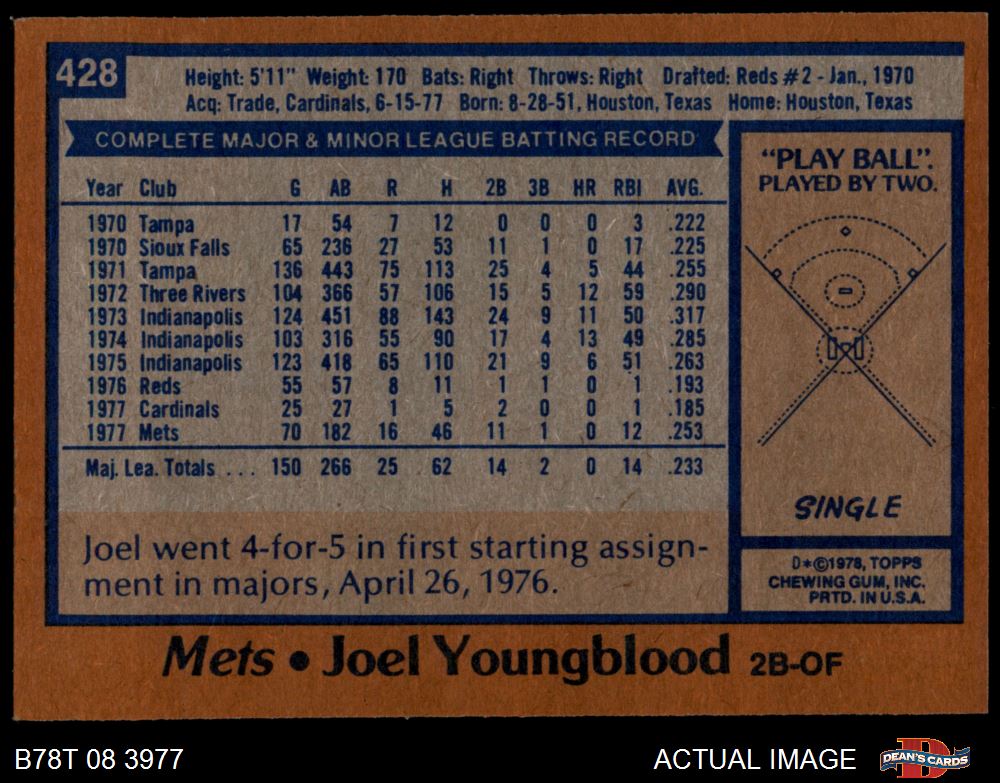 428
Height: 5'11" Weight: 170 Bats: Right Throws: Right Drafted: Reds #2 - Jan., 1970
Acq: Trade, Cardinals, 6-15-77 Born: 8-28-51, Houston, Texas Home: Houston, Texas
COMPLETE MAJOR & MINOR LEAGUE BATTING RECORD
Year Club G AB R H 2B 3B HR RBI AVG.
1970 Tampa 17 54 7 12 0 0 0 3 .222
1970 Sioux Falls 65 236 27 53 11 1 0 17 .225
1971 Tampa 136 443 75 113 25 4 5 44 .255
1972 Three Rivers 104 366 57 106 15 5 12 59 .290
1973 Indianapolis 124 451 88 143 24 9 11 50 .317
1974 Indianapolis 103 316 55 90 17 4 13 49 .285
1975 Indianapolis 123 418 65 110 21 9 6 51 .263
1976 Reds 55 57 8 11 1 1 0 1 .193
1977 Cardinals 25 27 1 5 2 0 0 1 .185
1977 Mets 70 182 16 46 11 1 0 12 .253
Maj. Lea. Totals . . . 150 266 25 62 14 2 0 14 .233
Joel went 4-for-5 in first starting assign-
ment in majors, April 26, 1976.
"PLAY BALL".
PLAYED BY TWO.
SINGLE
D*©1978, TOPPS
CHEWING GUM, INC.
PRTD. IN U.S.A.
Mets • Joel Youngblood 2B-OF
B78T 08 3977
ACTUAL IMAGE
D
DEAN'S CARDS